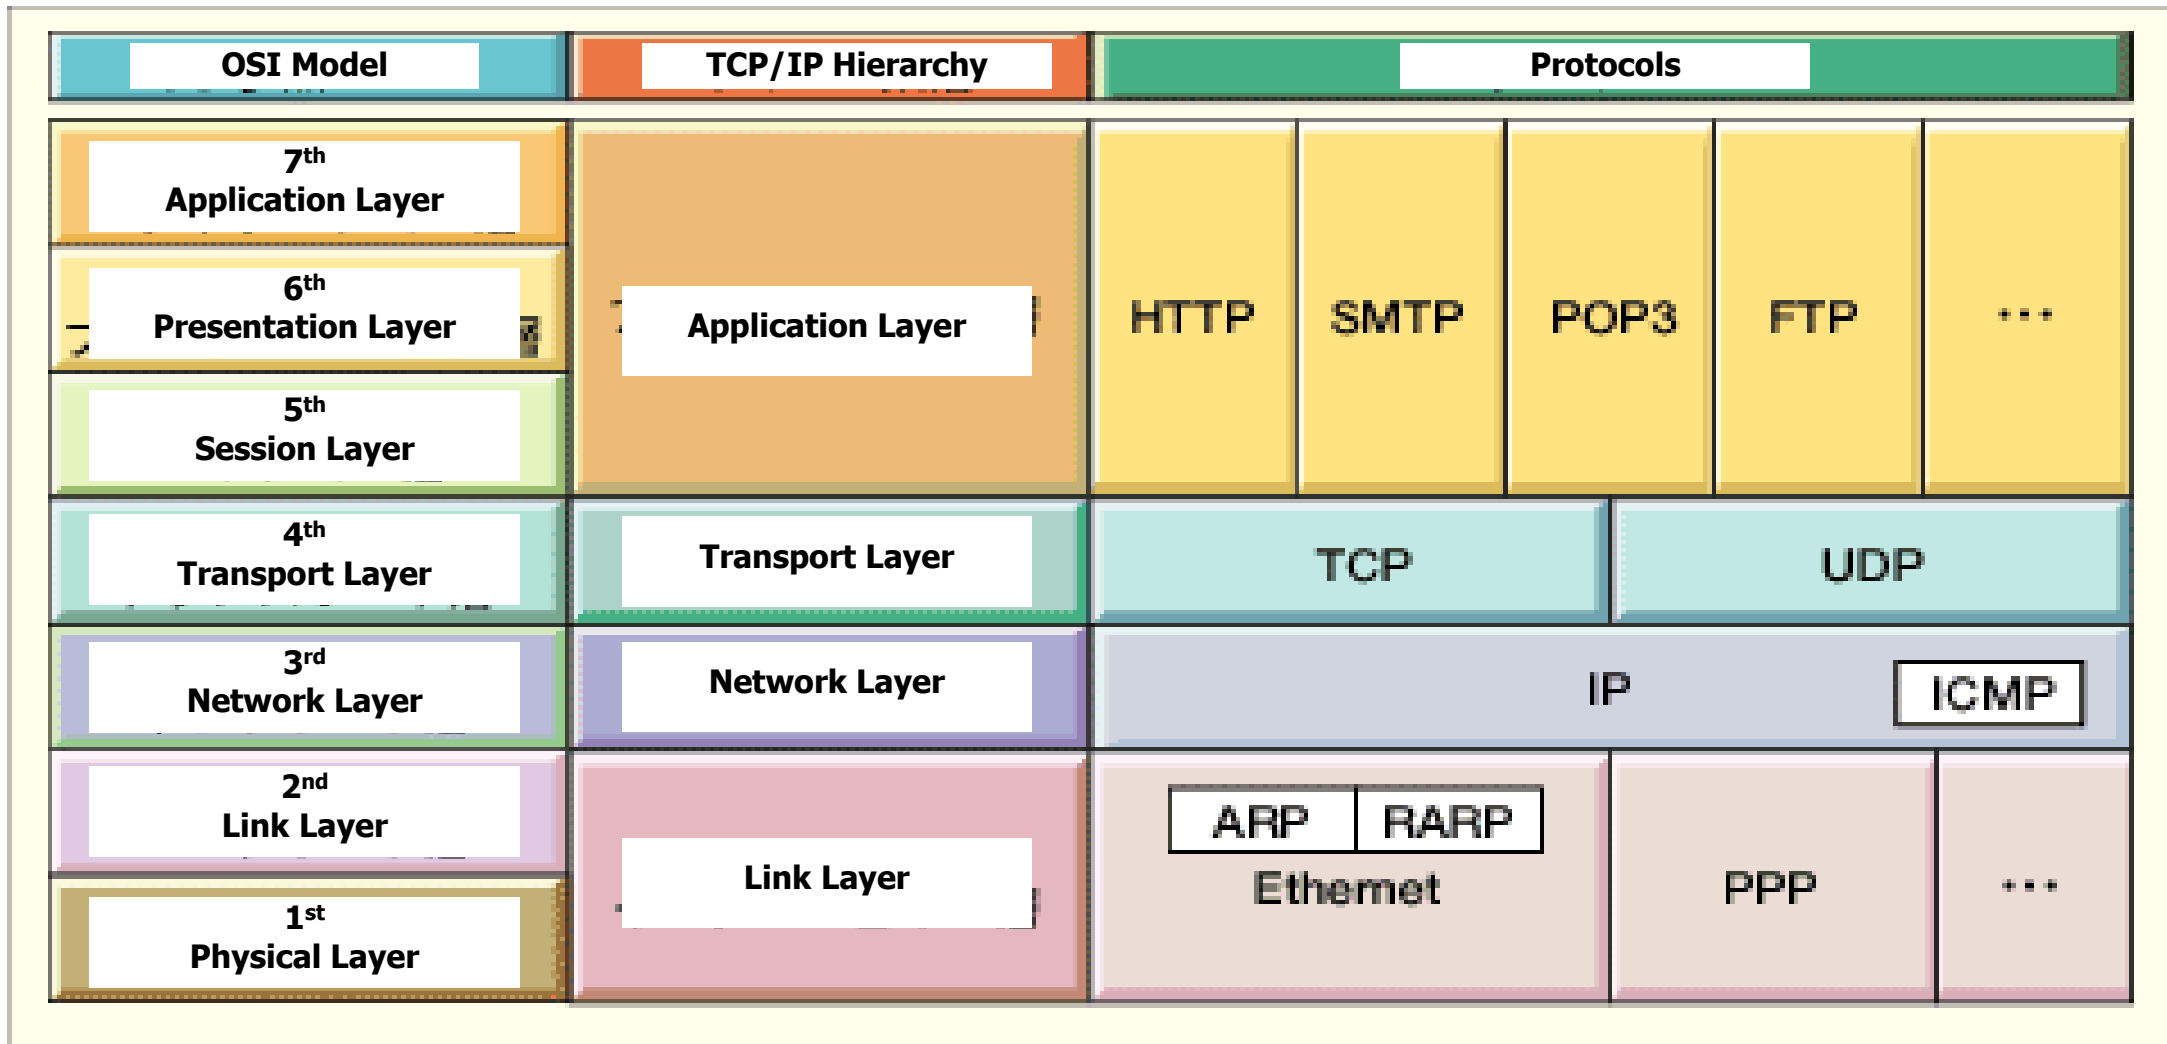 OSI Model
TCP/IP Hierarchy
Protocols
7th
Application Layer
6th
Presentation Layer
5th
Session Layer
Application Layer
HTTP
SMTP
POP3
FTP
...
4th
Transport Layer
Transport Layer
TCP
UDP
3rd
Network Layer
Network Layer
IP
ICMP
2nd
Link Layer
1st
Physical Layer
Link Layer
ARP
RARP
Ethernet
PPP
...